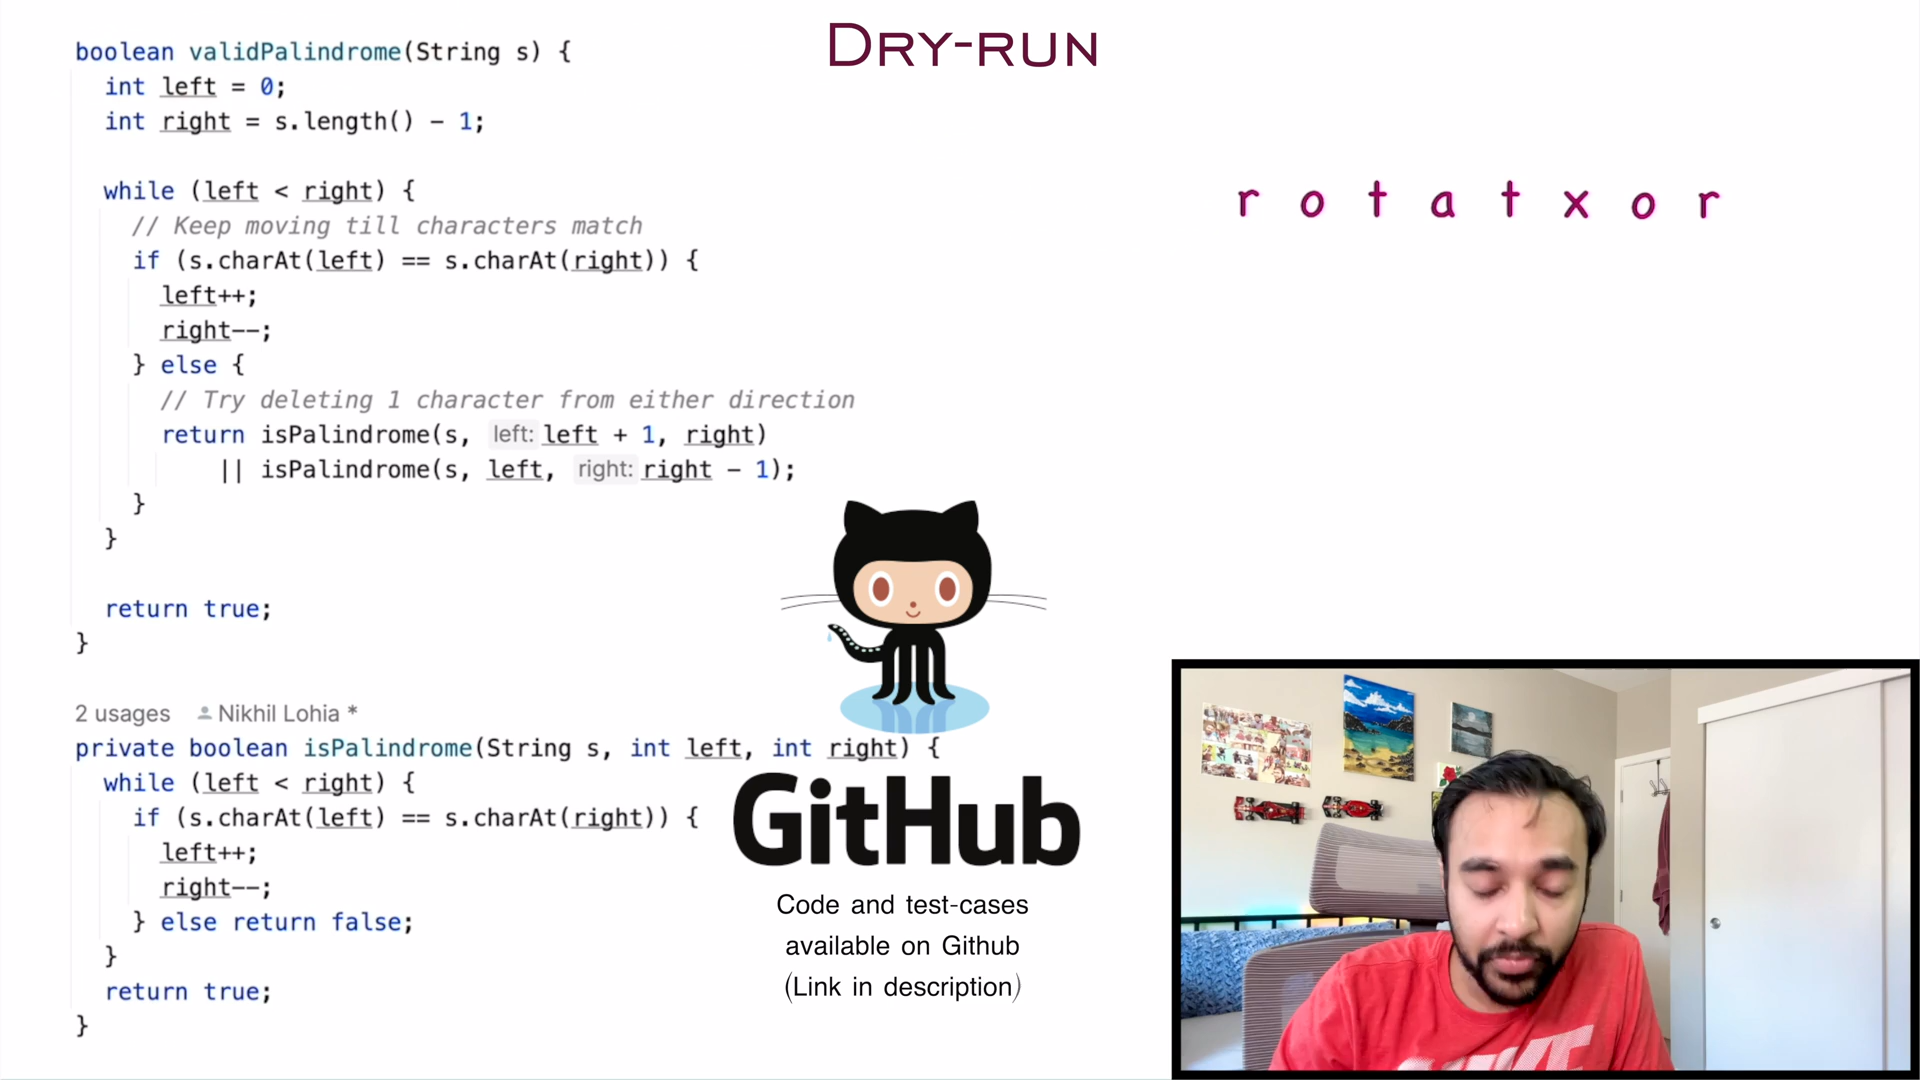 DRY-RUN
boolean validPalindrome(String s) {
int left = 0;
int right = s.length() - 1;
while (left < right) {
// Keep moving till characters match
if (s.charAt(left) == s.charAt(right)) {
left++;
right--;
} else {
// Try deleting 1 character from either direction
return isPalindrome(s, left: left + 1, right)
|| isPalindrome(s, left, right: right - 1);
}
}
return true;
}
2 usages Nikhil Lohia *
private boolean isPalindrome(String s, int left, int right) {
while (left < right) {
if (s.charAt(left) == s.charAt(right)) {
left++;
right--;
} else return false;
}
return true;
}
r o t a t x o r
GitHub
Code and test-cases
available on Github
(Link in description)